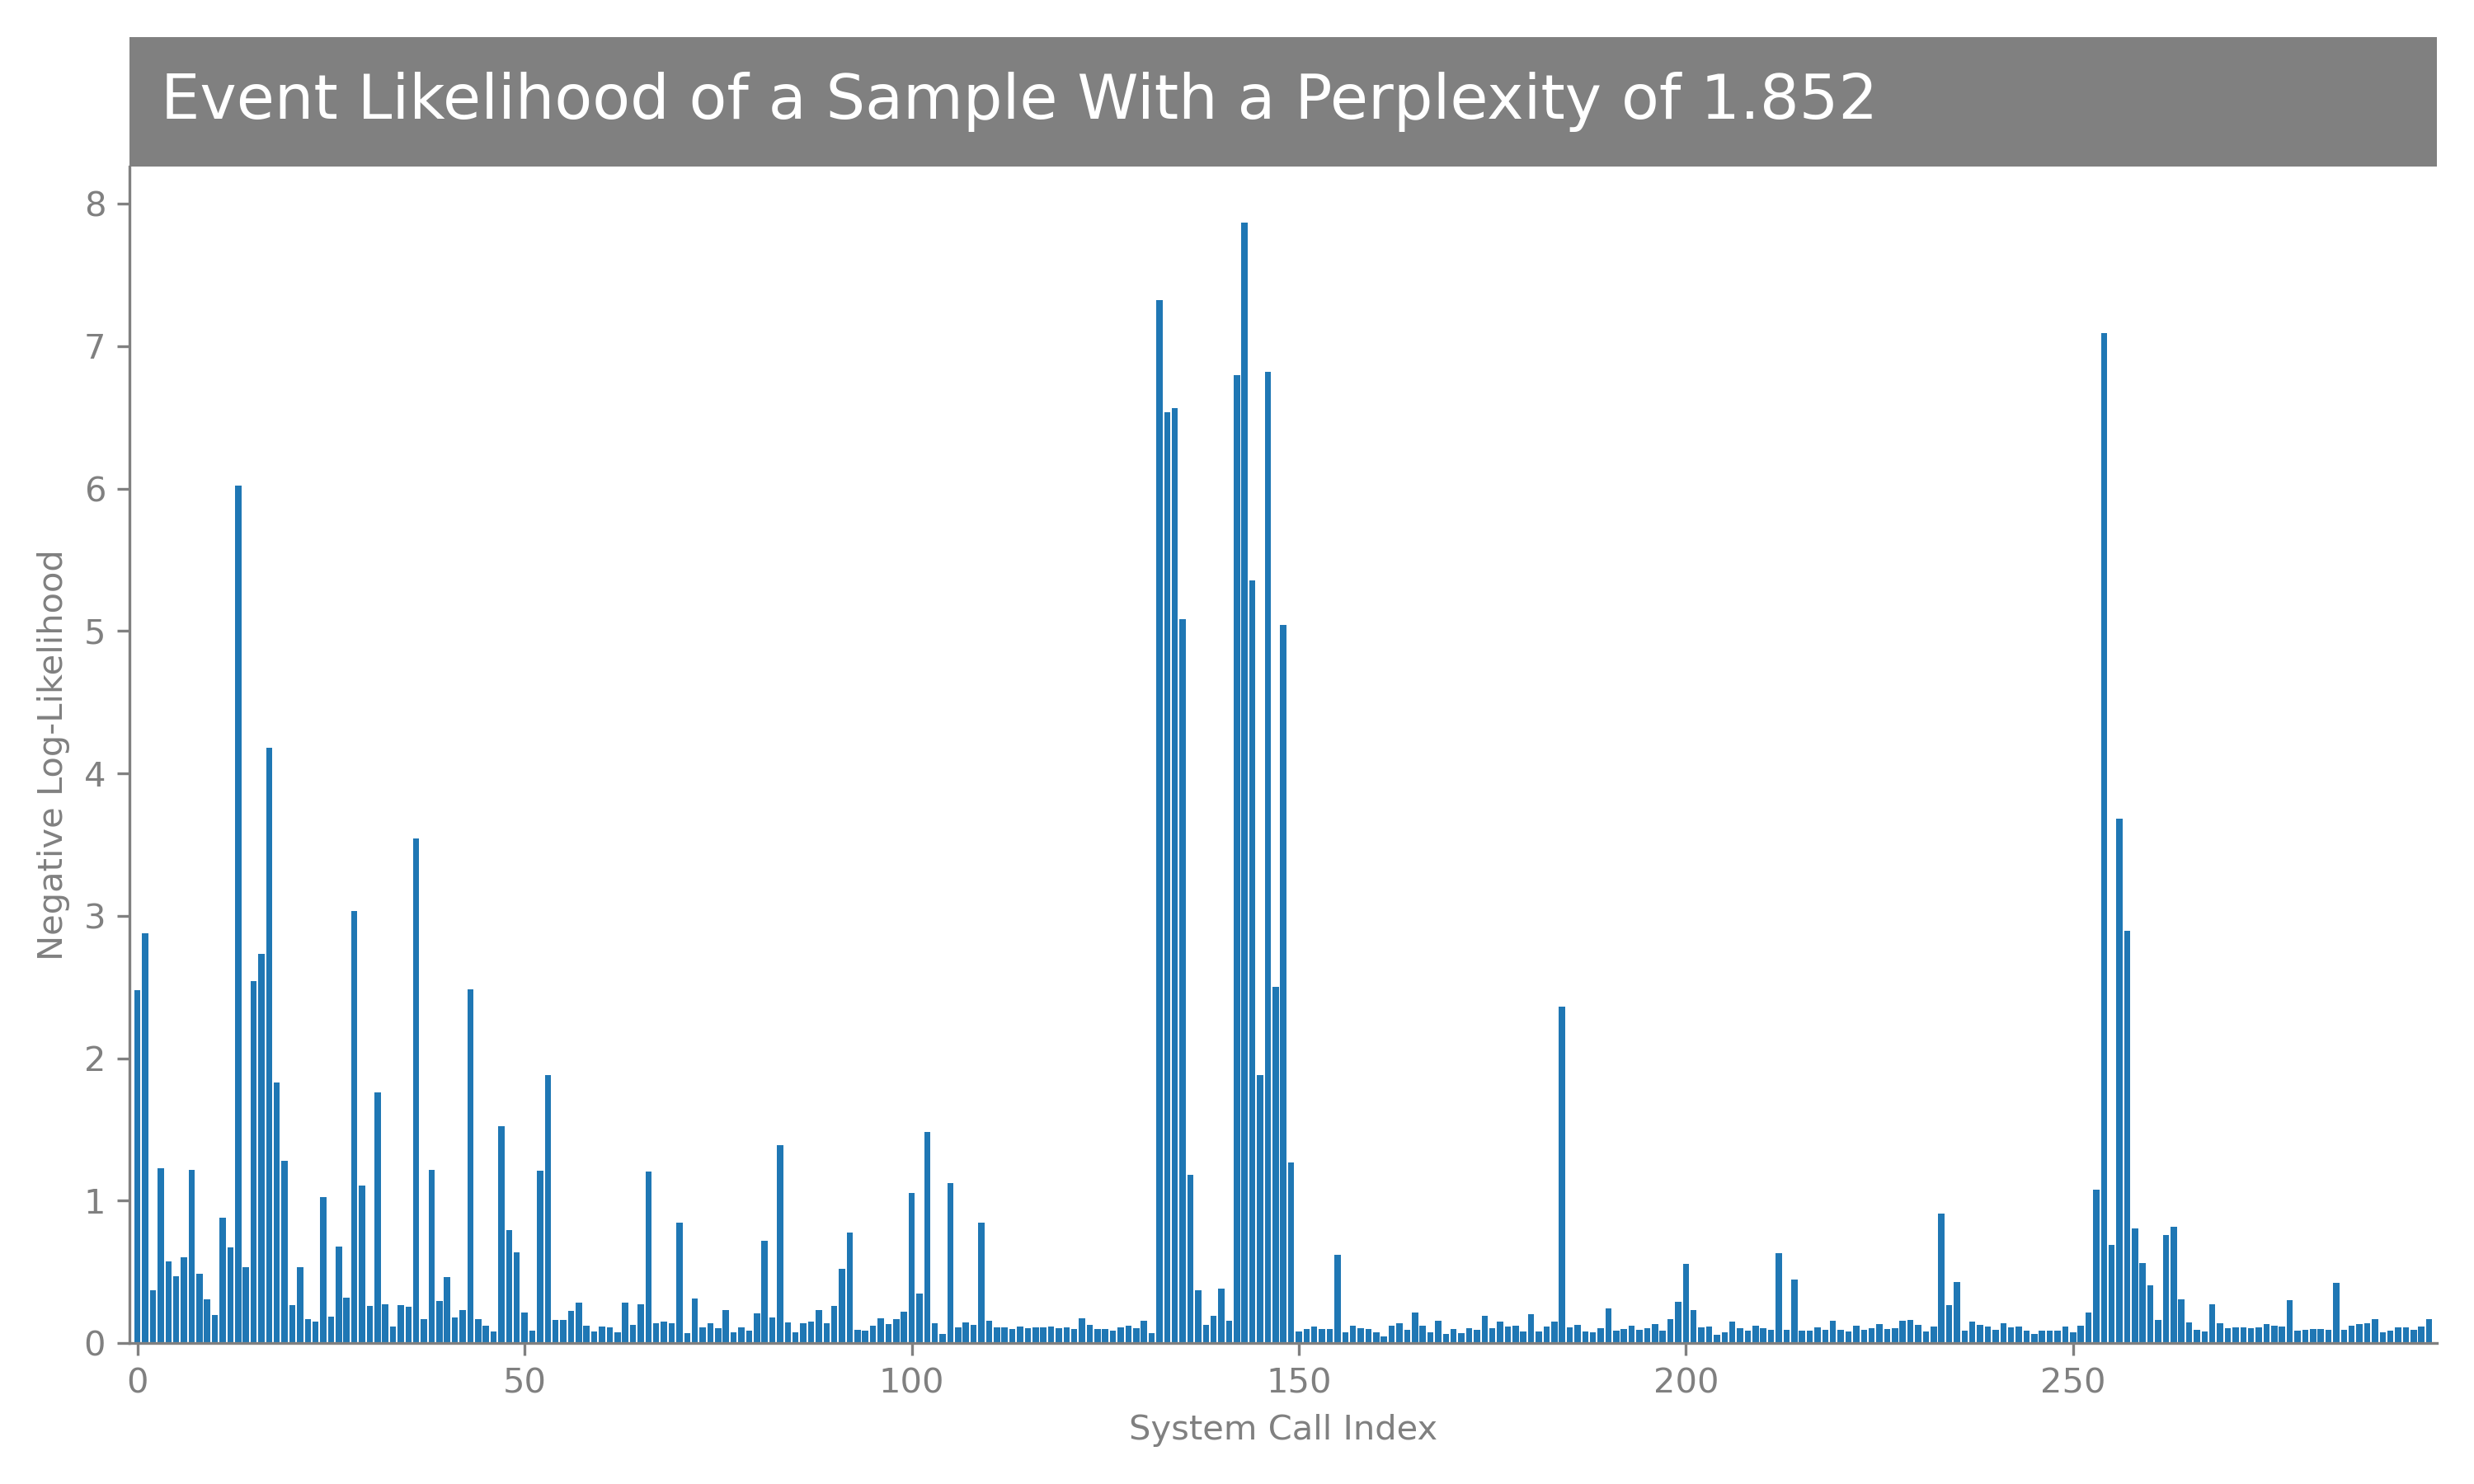 Event Likelihood of a Sample With a Perplexity of 1.852
8
7
6
5
4
3
2
1
0
Negative Log-Likelihood
0 50 100 150 200 250
System Call Index